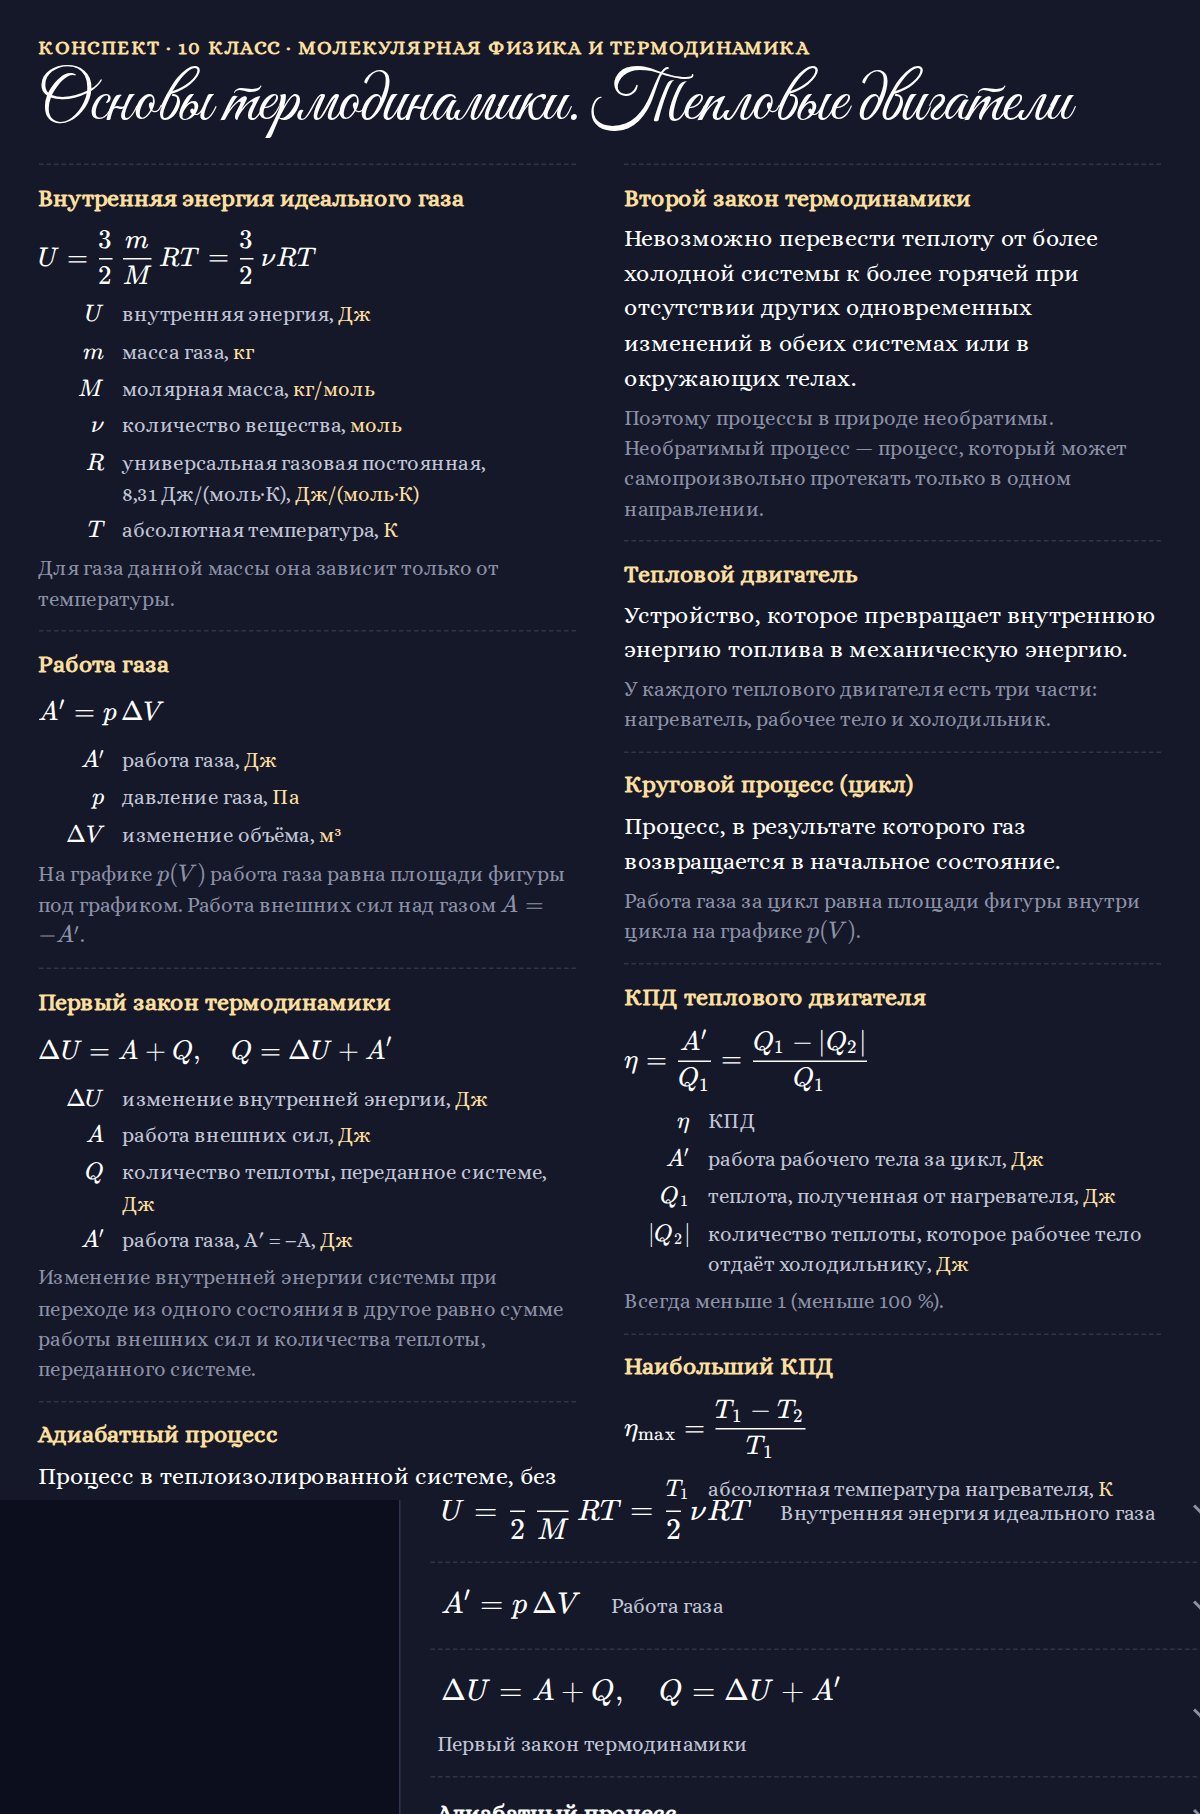 КОНСПЕКТ · 10 КЛАСС · МОЛЕКУЛЯРНАЯ ФИЗИКА И ТЕРМОДИНАМИКА
Основы термодинамики. Тепловые двигатели
Внутренняя энергия идеального газа
U = 3/2 m/M RT = 3/2 νRT
U внутренняя энергия, Дж
m масса газа, кг
M молярная масса, кг/моль
ν количество вещества, моль
R универсальная газовая постоянная,
8,31 Дж/(моль·К), Дж/(моль·К)
T абсолютная температура, К
Для газа данной массы она зависит только от
температуры.
Работа газа
A′ = p ΔV
A′ работа газа, Дж
p давление газа, Па
ΔV изменение объёма, м³
На графике p(V) работа газа равна площади фигуры
под графиком. Работа внешних сил над газом A =
−A′.
Первый закон термодинамики
ΔU = A + Q, Q = ΔU + A′
ΔU изменение внутренней энергии, Дж
A работа внешних сил, Дж
Q количество теплоты, переданное системе,
Дж
A′ работа газа, A′ = −A, Дж
Изменение внутренней энергии системы при
переходе из одного состояния в другое равно сумме
работы внешних сил и количества теплоты,
переданного системе.
Адиабатный процесс
Процесс в теплоизолированной системе, без
Второй закон термодинамики
Невозможно перевести теплоту от более
холодной системы к более горячей при
отсутствии других одновременных
изменений в обеих системах или в
окружающих телах.
Поэтому процессы в природе необратимы.
Необратимый процесс — процесс, который может
самопроизвольно протекать только в одном
направлении.
Тепловой двигатель
Устройство, которое превращает внутреннюю
энергию топлива в механическую энергию.
У каждого теплового двигателя есть три части:
нагреватель, рабочее тело и холодильник.
Круговой процесс (цикл)
Процесс, в результате которого газ
возвращается в начальное состояние.
Работа газа за цикл равна площади фигуры внутри
цикла на графике p(V).
КПД теплового двигателя
η = A′/Q₁ = (Q₁ − |Q₂|)/Q₁
η КПД
A′ работа рабочего тела за цикл, Дж
Q₁ теплота, полученная от нагревателя, Дж
|Q₂| количество теплоты, которое рабочее тело
отдаёт холодильнику, Дж
Всегда меньше 1 (меньше 100 %).
Наибольший КПД
ηmax = (T₁ − T₂)/T₁
T₁ абсолютная температура нагревателя, К
U = /2 /M RT = /2 νRT Внутренняя энергия идеального газа
A′ = p ΔV Работа газа
ΔU = A + Q, Q = ΔU + A′
Первый закон термодинамики
Адиабатный процесс